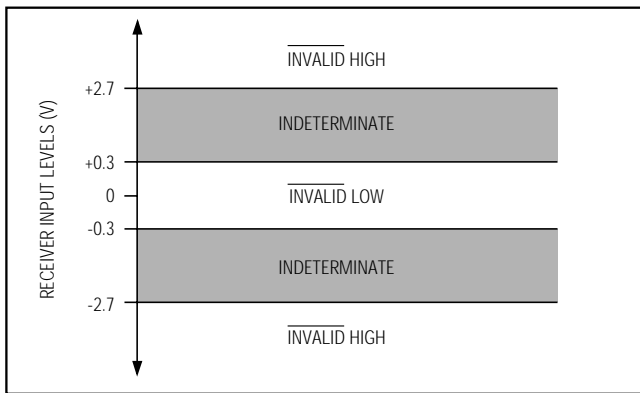 RECEIVER INPUT LEVELS (V)
INVALID HIGH
+2.7
INDETERMINATE
+0.3
0
INVALID LOW
-0.3
INDETERMINATE
-2.7
INVALID HIGH